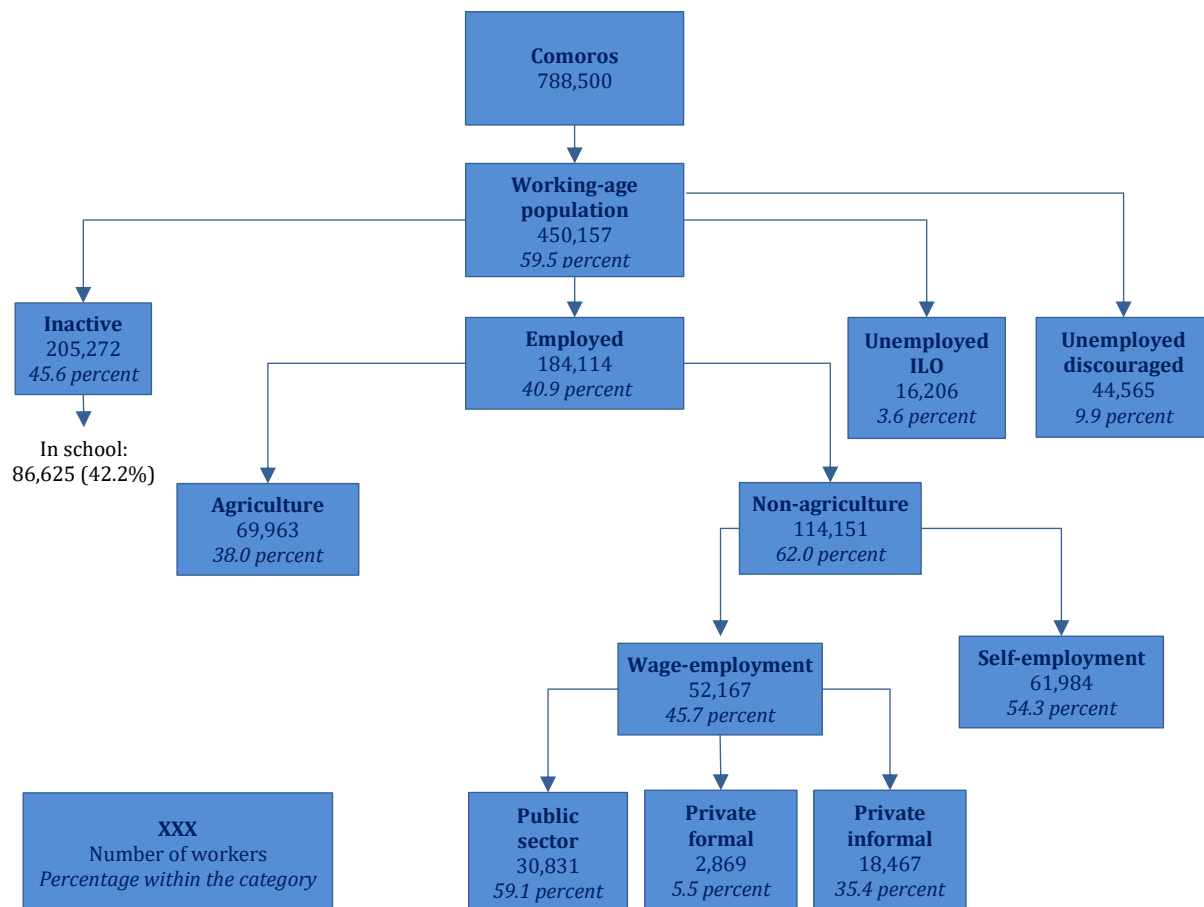 Comoros
788,500
Working-age
population
450,157
59.5 percent
Inactive
205,272
45.6 percent
Employed
184,114
40.9 percent
Unemployed
ILO
16,206
3.6 percent
Unemployed
discouraged
44,565
9.9 percent
In school:
86,625 (42.2%)
Agriculture
69,963
38.0 percent
Non-agriculture
114,151
62.0 percent
Wage-employment
52,167
45.7 percent
Self-employment
61,984
54.3 percent
Public
sector
30,831
59.1 percent
Private
formal
2,869
5.5 percent
Private
informal
18,467
35.4 percent
XXX
Number of workers
Percentage within the category